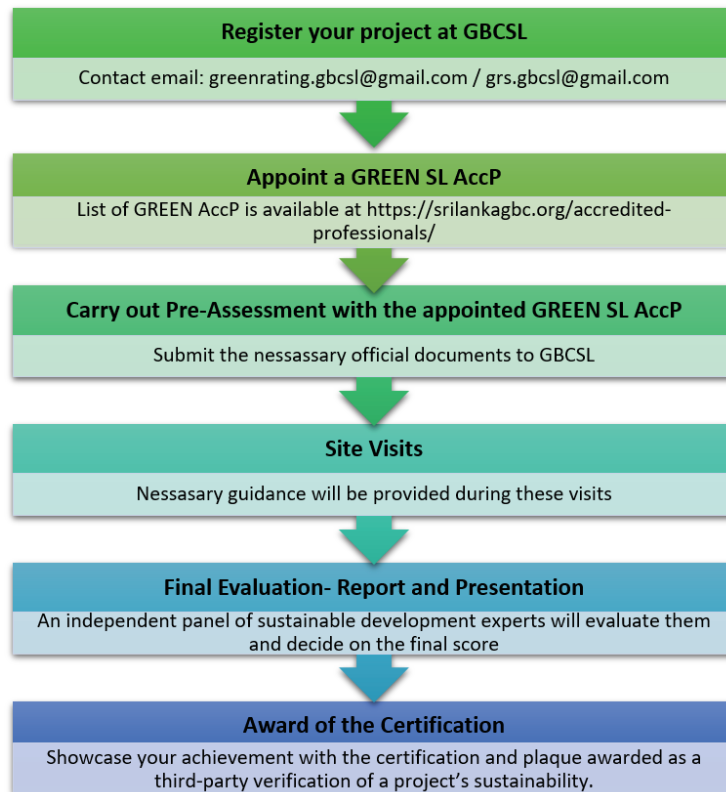 Register your project at GBCSL
Contact email: greenrating.gbcsl@gmail.com / grs.gbcsl@gmail.com
Appoint a GREEN SL AccP
List of GREEN AccP is available at https://srilankagbc.org/accredited-
professionals/
Carry out Pre-Assessment with the appointed GREEN SL AccP
Submit the nessassary official documents to GBCSL
Site Visits
Nessasary guidance will be provided during these visits
Final Evaluation- Report and Presentation
An independent panel of sustainable development experts will evaluate them
and decide on the final score
Award of the Certification
Showcase your achievement with the certification and plaque awarded as a
third-party verification of a project's sustainability.